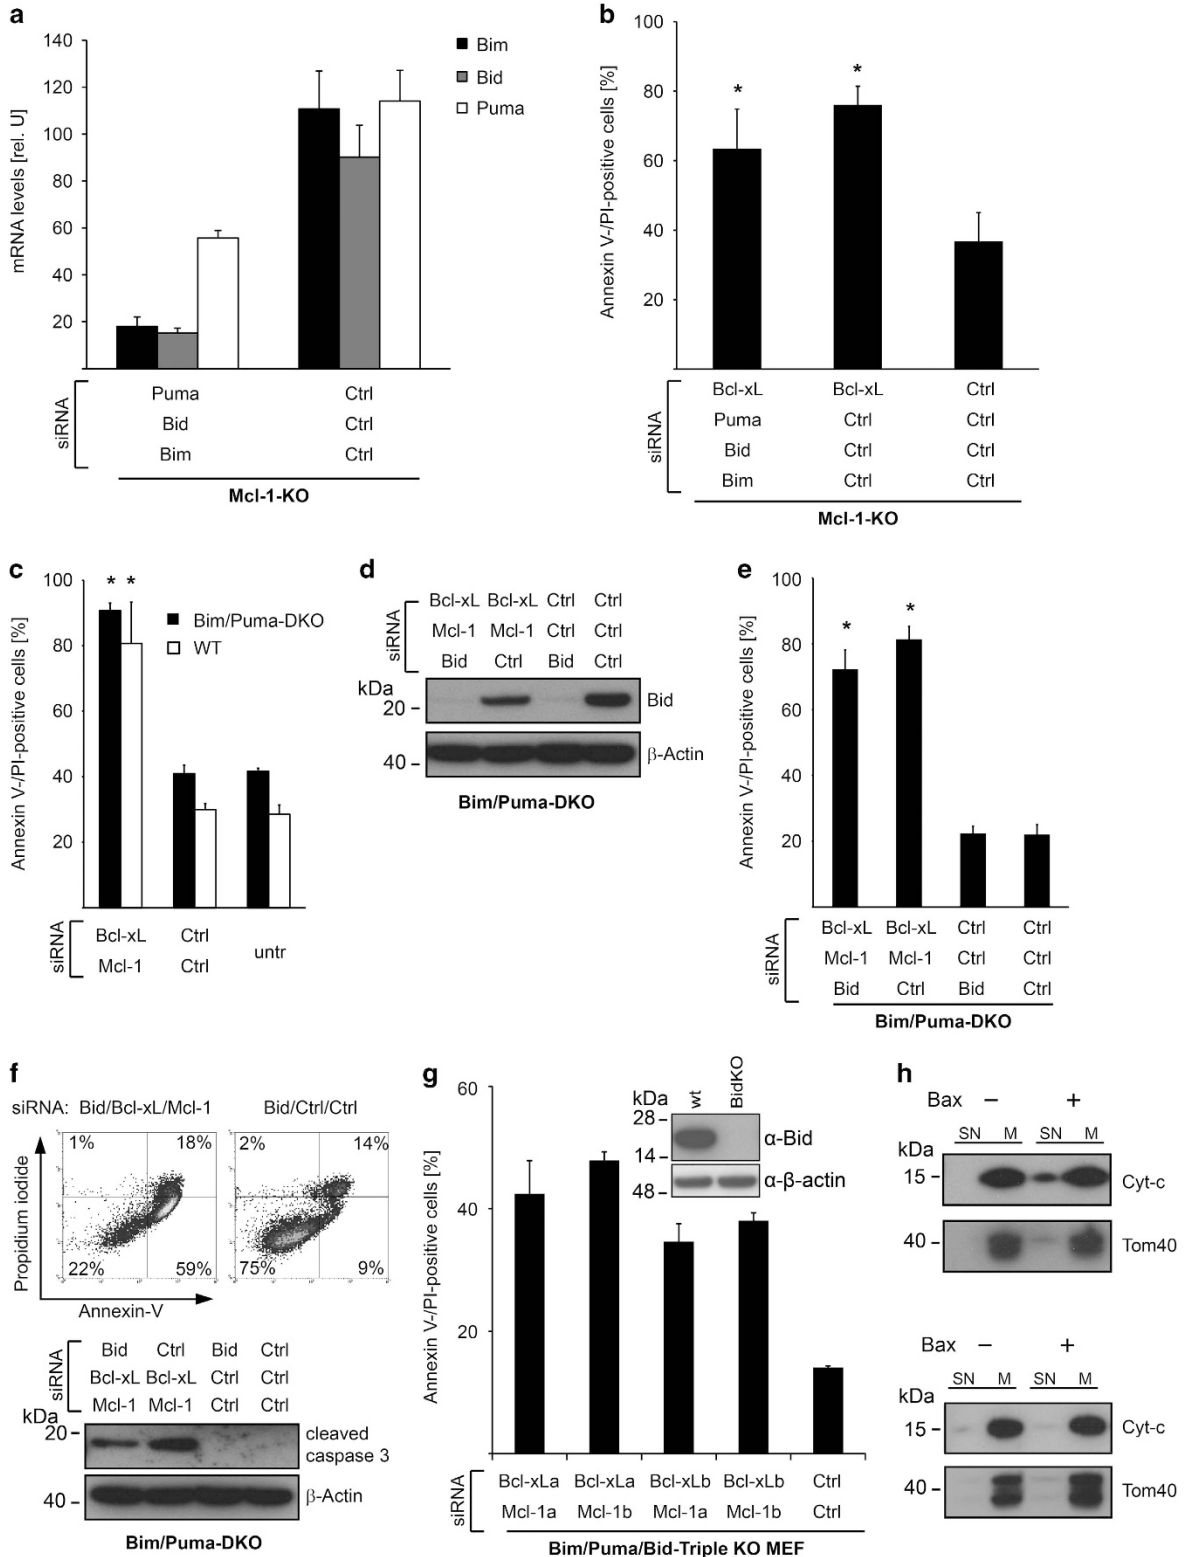 a
mRNA levels [rel. U]
140
120
100
80
60
40
20
Bim
Bid
Puma
siRNA
Puma Ctrl
Bid Ctrl
Bim Ctrl
Mcl-1-KO
b
Annexin V-/PI-positive cells [%]
100
80
60
40
20
* *
siRNA
Bcl-xL Bcl-xL Ctrl
Puma Ctrl Ctrl
Bid Ctrl Ctrl
Bim Ctrl Ctrl
Mcl-1-KO
c
Annexin V-/PI-positive cells [%]
100
80
60
40
20
* *
Bim/Puma-DKO
WT
siRNA
Bcl-xL Ctrl
Mcl-1 Ctrl
untr
d
siRNA
Bcl-xL Bcl-xL Ctrl Ctrl
Mcl-1 Mcl-1 Ctrl Ctrl
Bid Ctrl Bid Ctrl
kDa
20
Bid
40
β-Actin
Bim/Puma-DKO
e
Annexin V-/PI-positive cells [%]
100
80
60
40
20
* *
siRNA
Bcl-xL Bcl-xL Ctrl Ctrl
Mcl-1 Mcl-1 Ctrl Ctrl
Bid Ctrl Bid Ctrl
Bim/Puma-DKO
f
siRNA: Bid/Bcl-xL/Mcl-1 Bid/Ctrl/Ctrl
Propidium iodide
1% 18% 2% 14%
22% 59% 75% 9%
Annexin-V
siRNA
Bid Ctrl Bid Ctrl
Bcl-xL Bcl-xL Ctrl Ctrl
Mcl-1 Mcl-1 Ctrl Ctrl
kDa
20
cleaved
caspase 3
40
β-Actin
Bim/Puma-DKO
g
Annexin V-/PI-positive cells [%]
60
40
20
kDa
wt
BidKO
28
14
α-Bid
48
α-β-actin
siRNA
Bcl-xLa Bcl-xLa Bcl-xLb Bcl-xLb Ctrl
Mcl-1a Mcl-1b Mcl-1a Mcl-1b Ctrl
Bim/Puma/Bid-Triple KO MEF
h
Bax − +
SN M SN M
kDa
15
Cyt-c
40
Tom40
Bax − +
SN M SN M
kDa
15
Cyt-c
40
Tom40